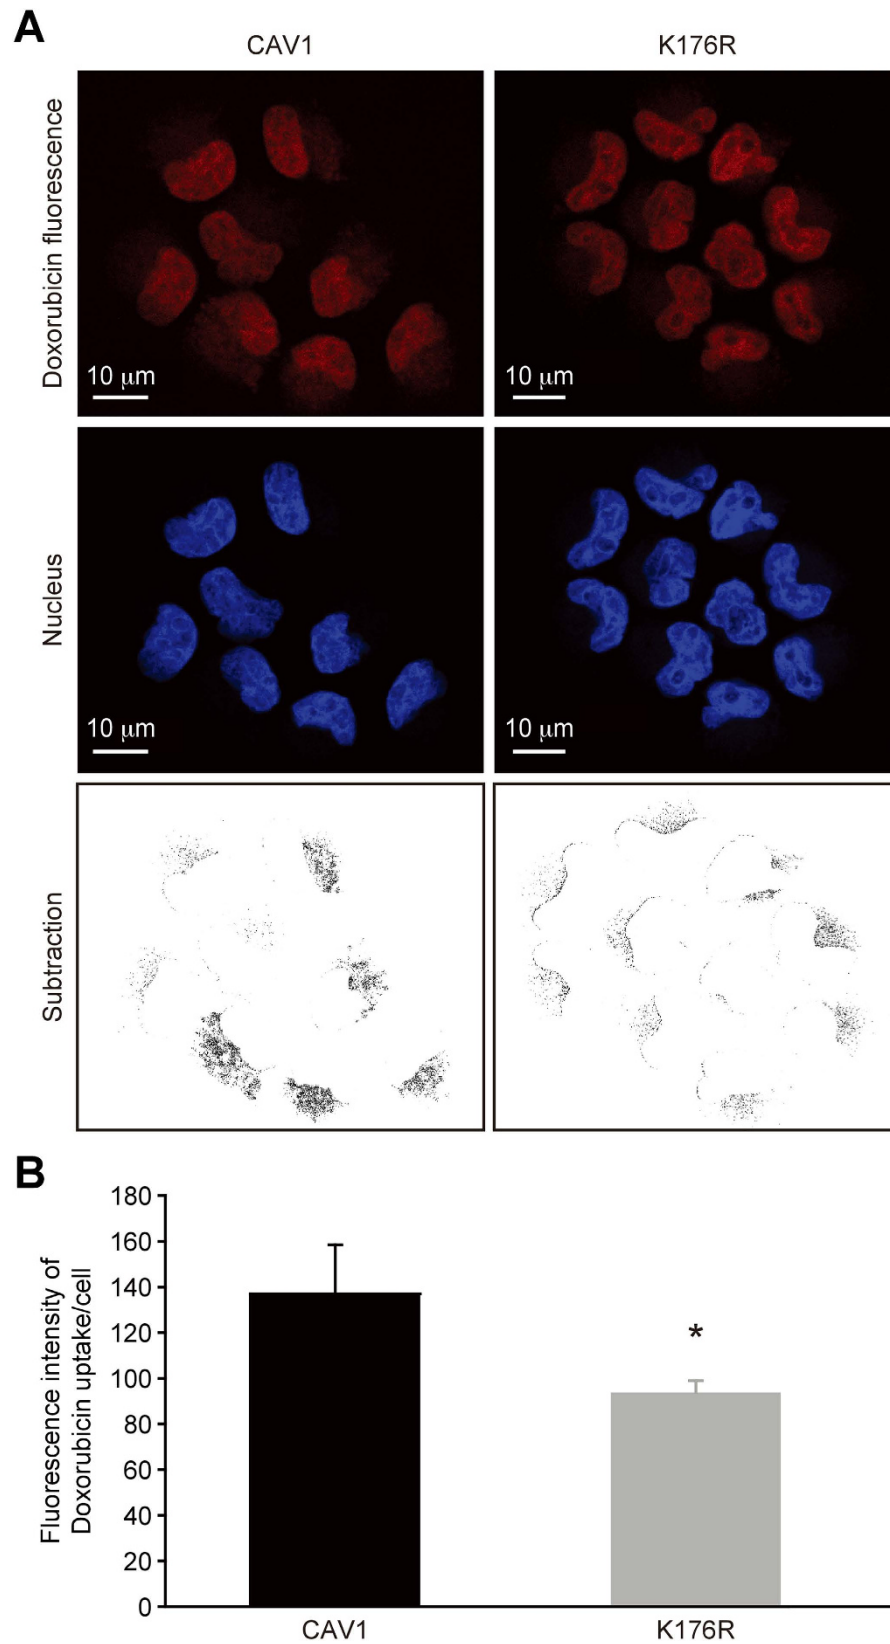 A
CAV1
K176R
Doxorubicin fluorescence
10 μm
10 μm
Nucleus
10 μm
10 μm
Subtraction
B
Fluorescence intensity of
Doxorubicin uptake/cell
180
160
140
120
100
80
60
40
20
0
*
CAV1
K176R